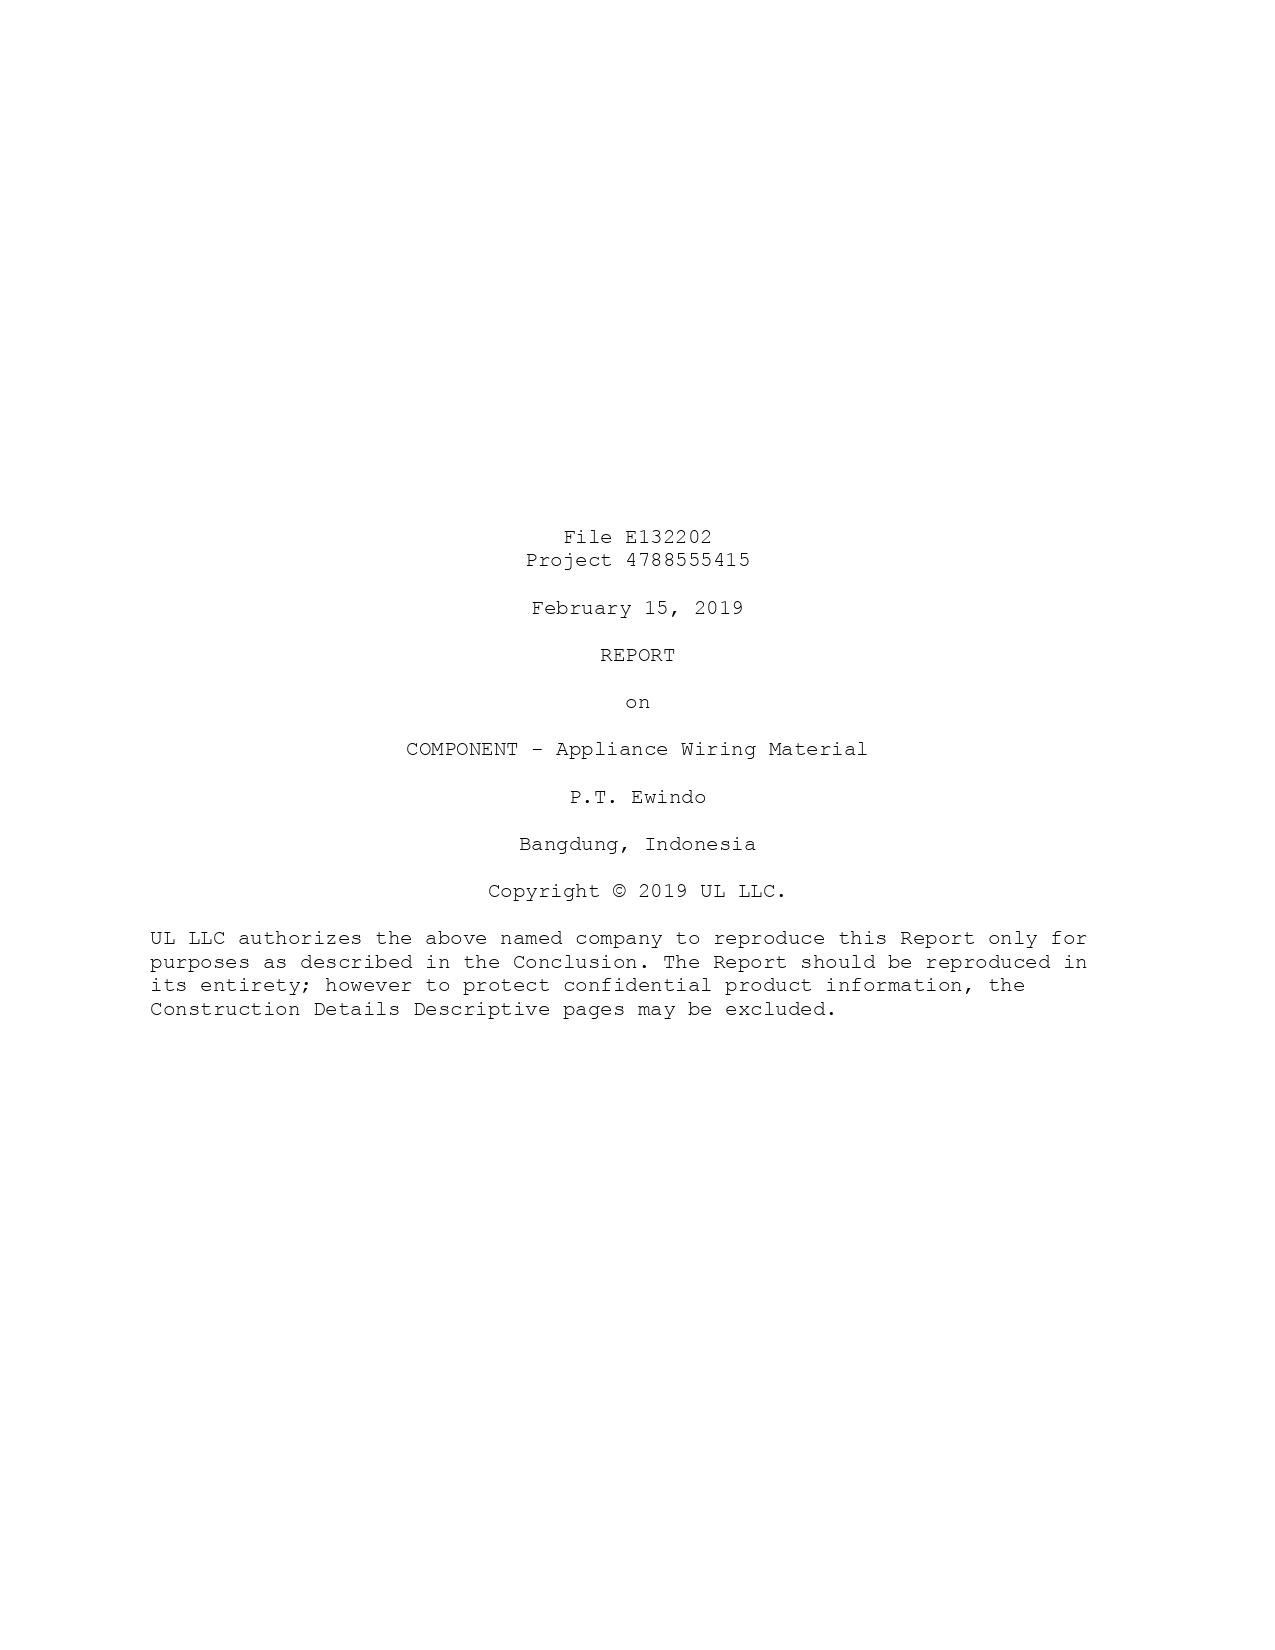 File E132202
Project 4788555415
February 15, 2019
REPORT
on
COMPONENT - Appliance Wiring Material
P.T. Ewindo
Bangdung, Indonesia
Copyright © 2019 UL LLC.
UL LLC authorizes the above named company to reproduce this Report only for
purposes as described in the Conclusion. The Report should be reproduced in
its entirety; however to protect confidential product information, the
Construction Details Descriptive pages may be excluded.